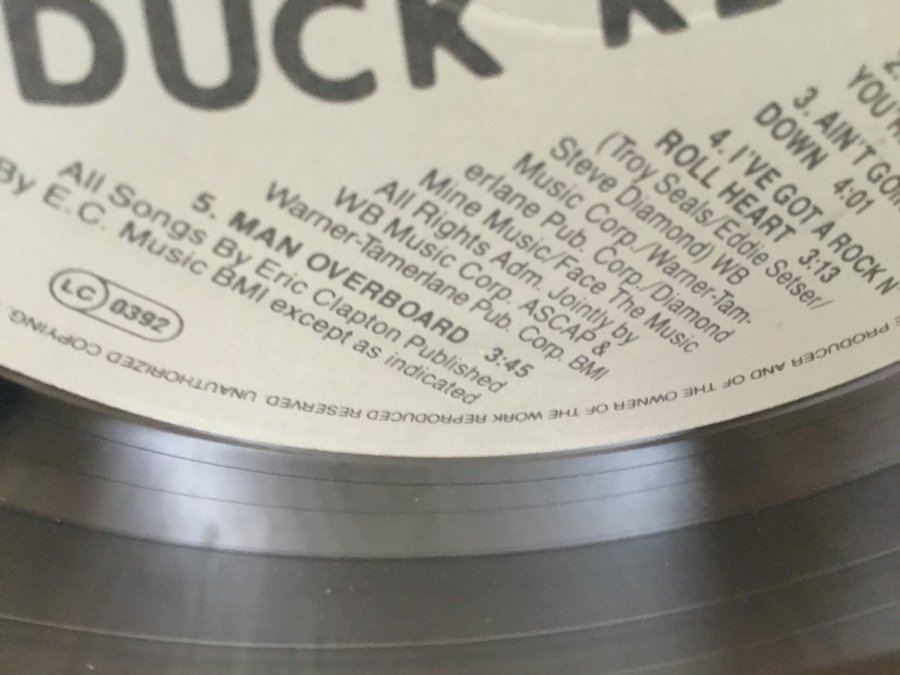 DUCK RE
2.
YOU'R
3. AIN'T GOIN
DOWN 4:01
4. I'VE GOT A ROCK N
ROLL HEART 3:13
(Troy Seals/Eddie Setser/
Steve Diamond) WB
Music Corp./Warner-Tam-
erlane Pub. Corp./Diamond
Mine Music/Face The Music
All Rights Adm. Jointly by
WB Music Corp. ASCAP &
Warner-Tamerlane Pub. Corp. BMI
5. MAN OVERBOARD 3:45
All Songs By Eric Clapton Published
By E.C. Music BMI except as indicated
LC 0392
PRODUCER AND OF THE OWNER OF THE WORK REPRODUCED RESERVED. UNAUTHORIZED COPYING,